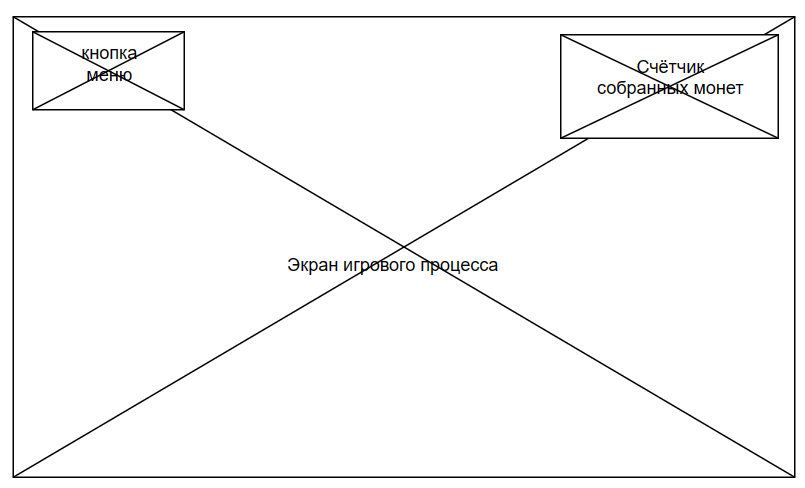 кнопка
меню
Счётчик
собранных монет
Экран игрового процесса